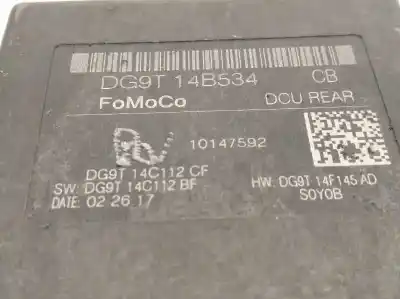 DG9T 14B534 CB
FoMoCo DCU REAR
10147592
DG9T 14C112 CF
SW: DG9T 14C112 BF HW: DG9T 14F145 AD
DATE: 02 26 17 S0Y0B